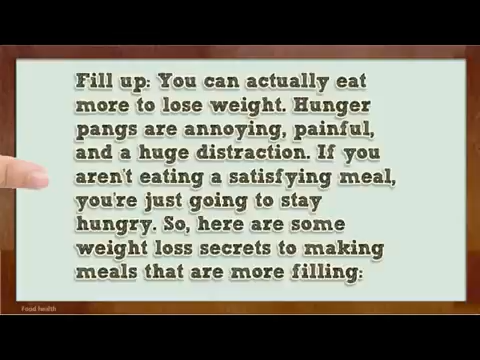 Fill up: You can actually eat
more to lose weight. Hunger
pangs are annoying, painful,
and a huge distraction. If you
aren't eating a satisfying meal,
you're just going to stay
hungry. So, here are some
weight loss secrets to making
meals that are more filling:
Food health